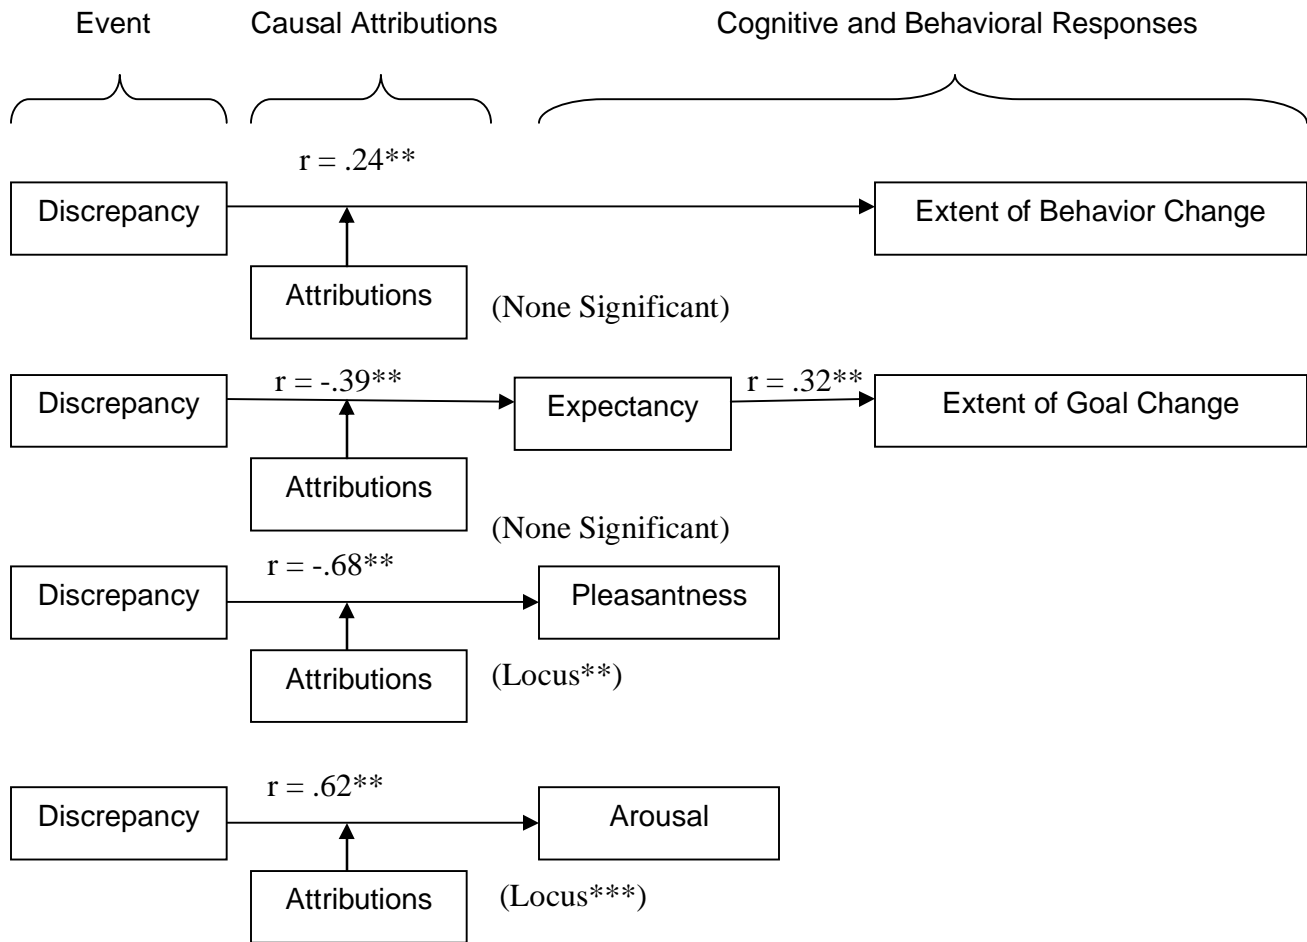 Event Causal Attributions Cognitive and Behavioral Responses
r = .24**
Discrepancy Extent of Behavior Change
Attributions (None Significant)
r = -.39** r = .32**
Discrepancy Expectancy Extent of Goal Change
Attributions
(None Significant)
r = -.68**
Discrepancy Pleasantness
Attributions (Locus**)
r = .62**
Discrepancy Arousal
Attributions (Locus***)